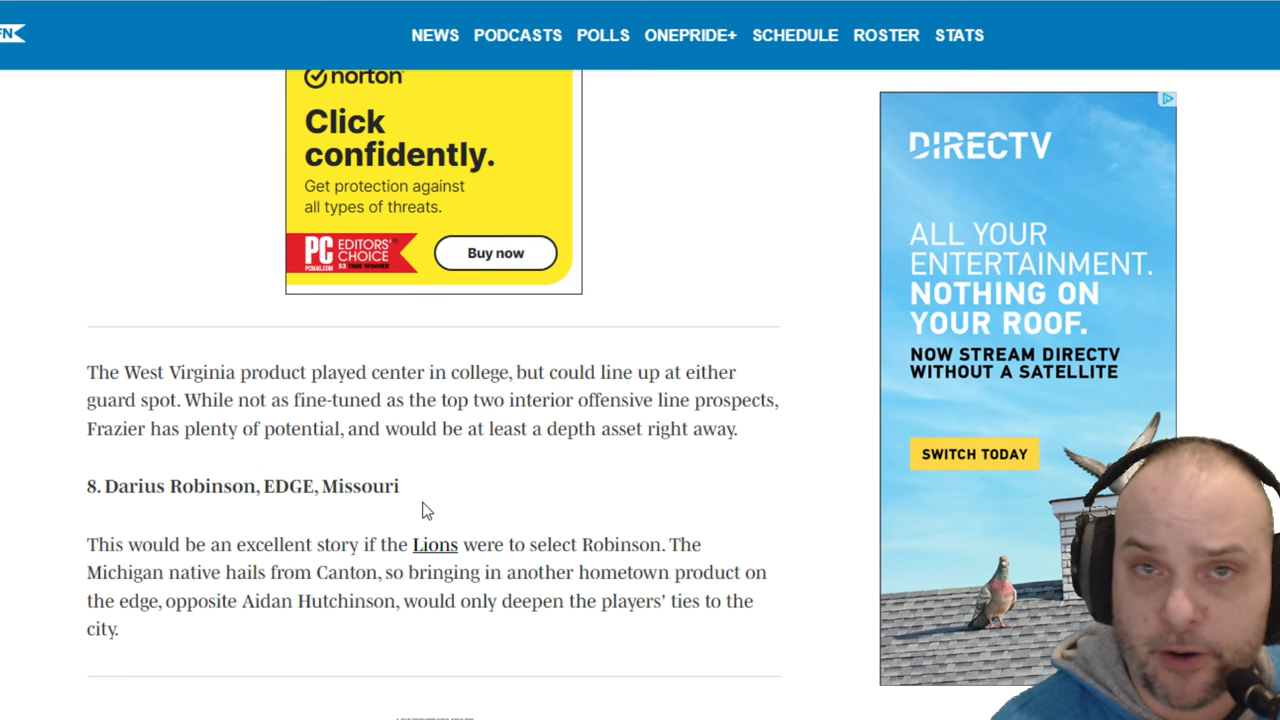 FN
NEWS PODCASTS POLLS ONEPRIDE+ SCHEDULE ROSTER STATS
norton
Click
confidently.
Get protection against
all types of threats.
PC
PCMAG.COM
EDITORS'
CHOICE
53 TIME WINNER
Buy now
The West Virginia product played center in college, but could line up at either
guard spot. While not as fine-tuned as the top two interior offensive line prospects,
Frazier has plenty of potential, and would be at least a depth asset right away.
8. Darius Robinson, EDGE, Missouri
This would be an excellent story if the Lions were to select Robinson. The
Michigan native hails from Canton, so bringing in another hometown product on
the edge, opposite Aidan Hutchinson, would only deepen the players' ties to the
city.
DIRECTV
ALL YOUR
ENTERTAINMENT.
NOTHING ON
YOUR ROOF.
NOW STREAM DIRECTV
WITHOUT A SATELLITE
SWITCH TODAY